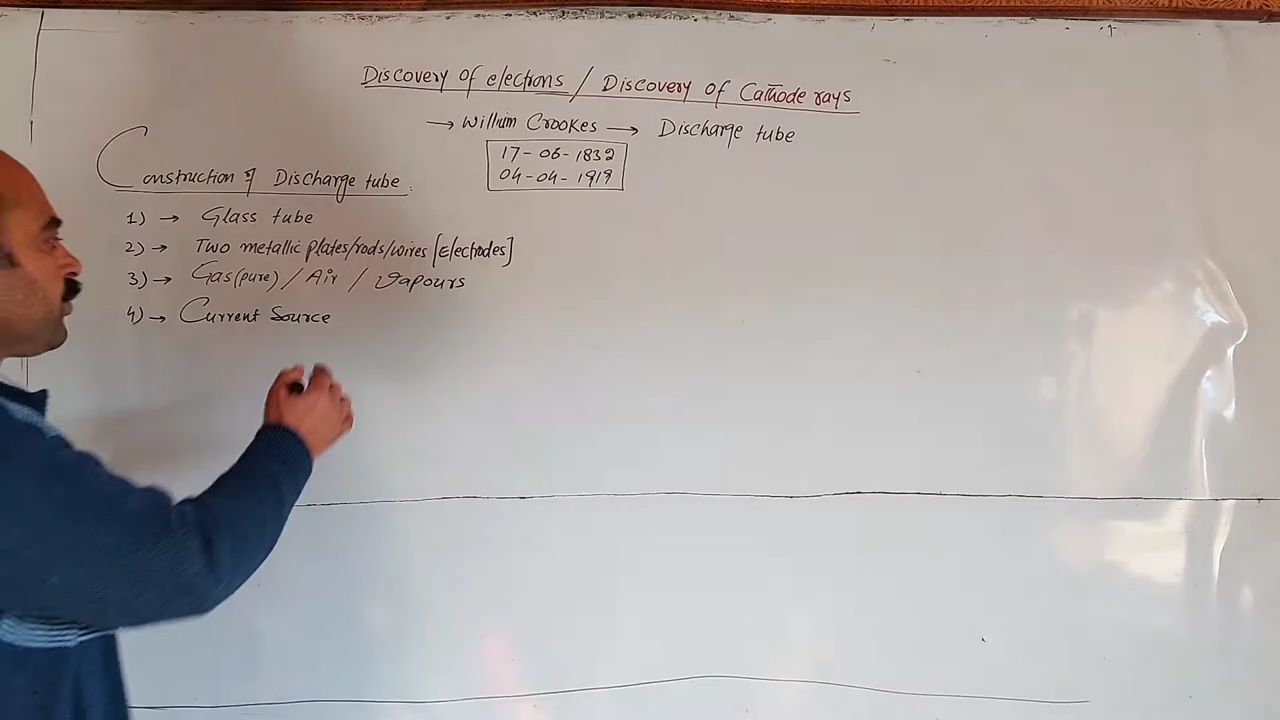 Discovery of electrons / Discovery of Cathode rays
→ Willium Crookes → Discharge tube
17-06-1832
04-04-1919
Construction of Discharge tube.
1) → Glass tube
2) → Two metallic plates/rods/wires [Electrodes]
3) → Gas(pure) / Air / Vapours
4) → Current Source